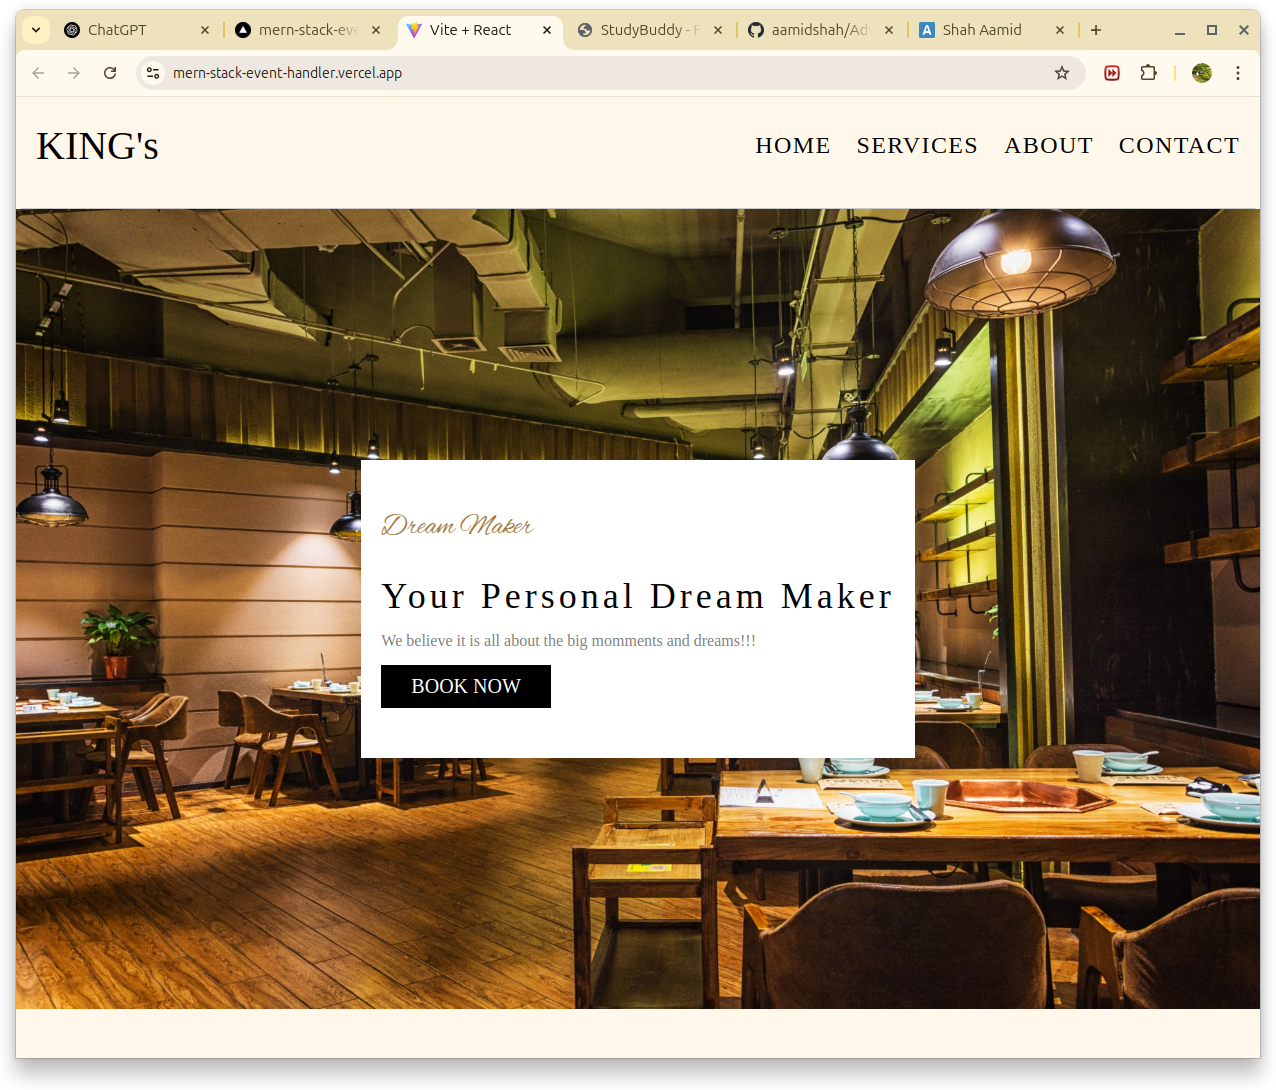 ChatGPT
mern-stack-eve
Vite + React
StudyBuddy - F
aamidshah/Adv
Shah Aamid
mern-stack-event-handler.vercel.app
KING's
HOME SERVICES ABOUT CONTACT
Dream Maker
Your Personal Dream Maker
We believe it is all about the big momments and dreams!!!
BOOK NOW